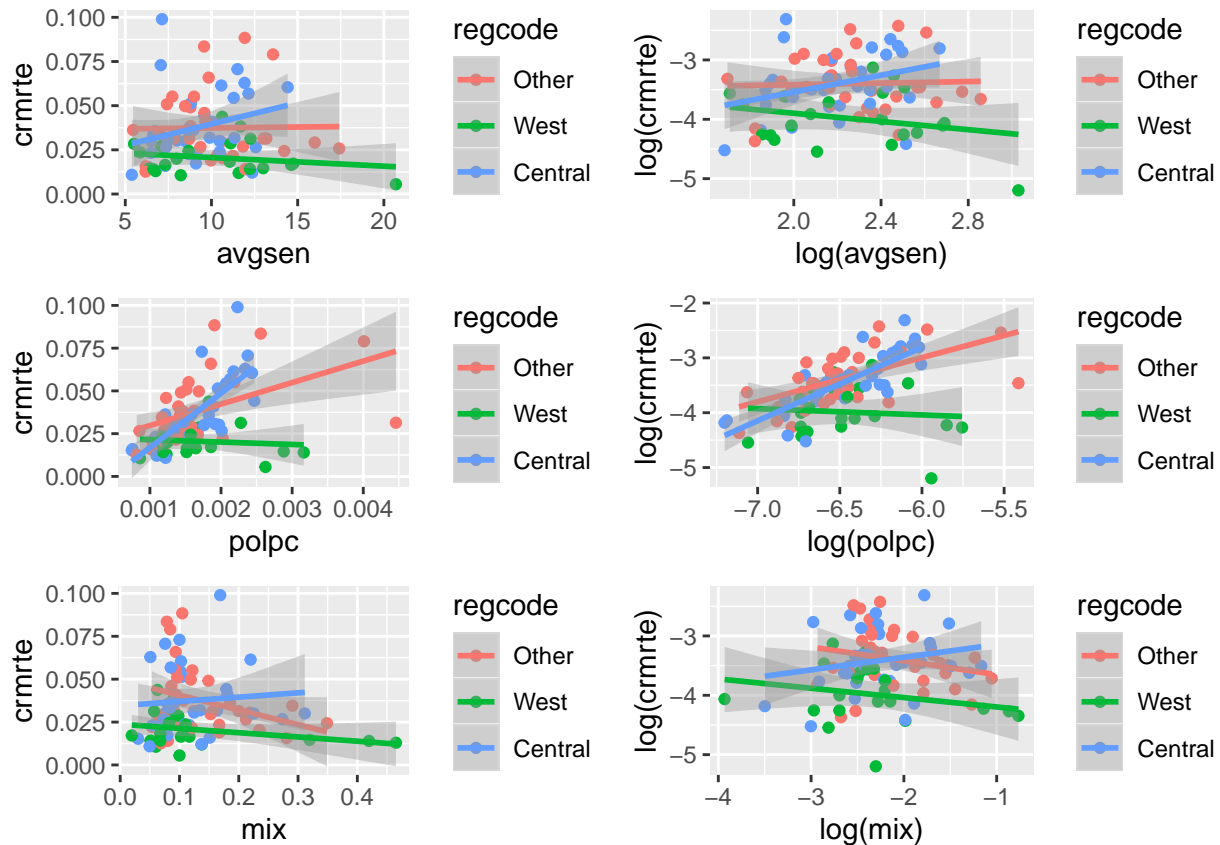 0.100
0.075
0.050
0.025
0.000
crmrte
5 10 15 20
avgsen
regcode
Other
West
Central
−3
−4
−5
log(crmrte)
2.0 2.4 2.8
log(avgsen)
regcode
Other
West
Central
0.100
0.075
0.050
0.025
0.000
crmrte
0.001 0.002 0.003 0.004
polpc
regcode
Other
West
Central
−2
−3
−4
−5
log(crmrte)
−7.0 −6.5 −6.0 −5.5
log(polpc)
regcode
Other
West
Central
0.100
0.075
0.050
0.025
0.000
crmrte
0.0 0.1 0.2 0.3 0.4
mix
regcode
Other
West
Central
−3
−4
−5
log(crmrte)
−4 −3 −2 −1
log(mix)
regcode
Other
West
Central